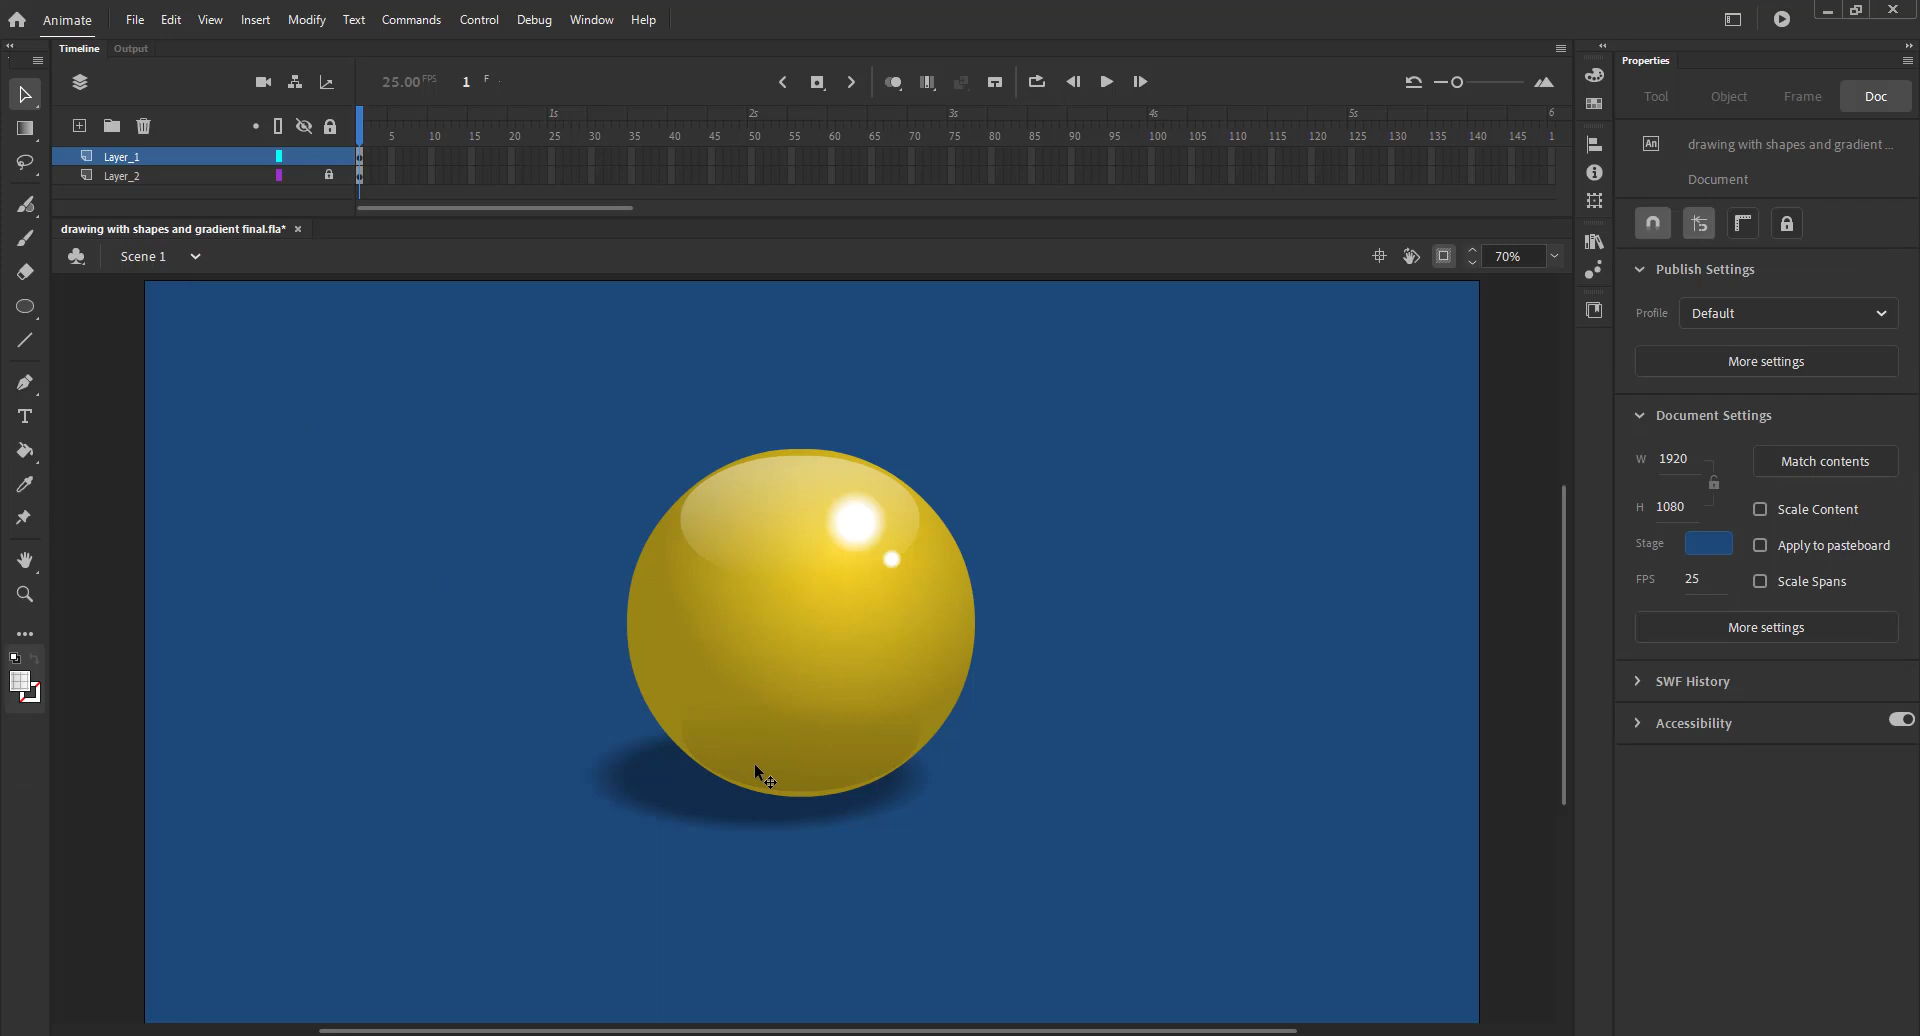 Animate File Edit View Insert Modify Text Commands Control Debug Window Help
Timeline Output
25.00 FPS 1 F
1s 2s 3s 4s 5s 6
5 10 15 20 25 30 35 40 45 50 55 60 65 70 75 80 85 90 95 100 105 110 115 120 125 130 135 140 145 1
Layer_1
Layer_2
drawing with shapes and gradient final.fla* ×
Scene 1
70%
Properties
Tool Object Frame Doc
An drawing with shapes and gradient ...
Document
Publish Settings
Profile Default
More settings
Document Settings
W 1920 Match contents
H 1080 Scale Content
Stage Apply to pasteboard
FPS 25 Scale Spans
More settings
SWF History
Accessibility